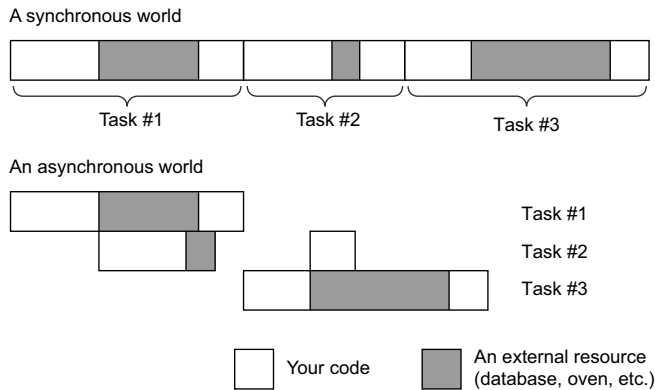 A synchronous world
Task #1
Task #2
Task #3
An asynchronous world
Task #1
Task #2
Task #3
Your code
An external resource
(database, oven, etc.)